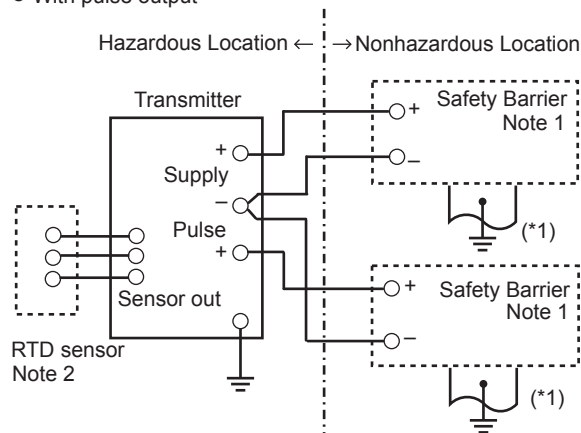 With pulse output
Hazardous Location ← → Nonhazardous Location
Transmitter
+
Supply
−
Pulse
+
Sensor out
RTD sensor
Note 2
+ Safety Barrier
Note 1
−
(*1)
+ Safety Barrier
Note 1
−
(*1)